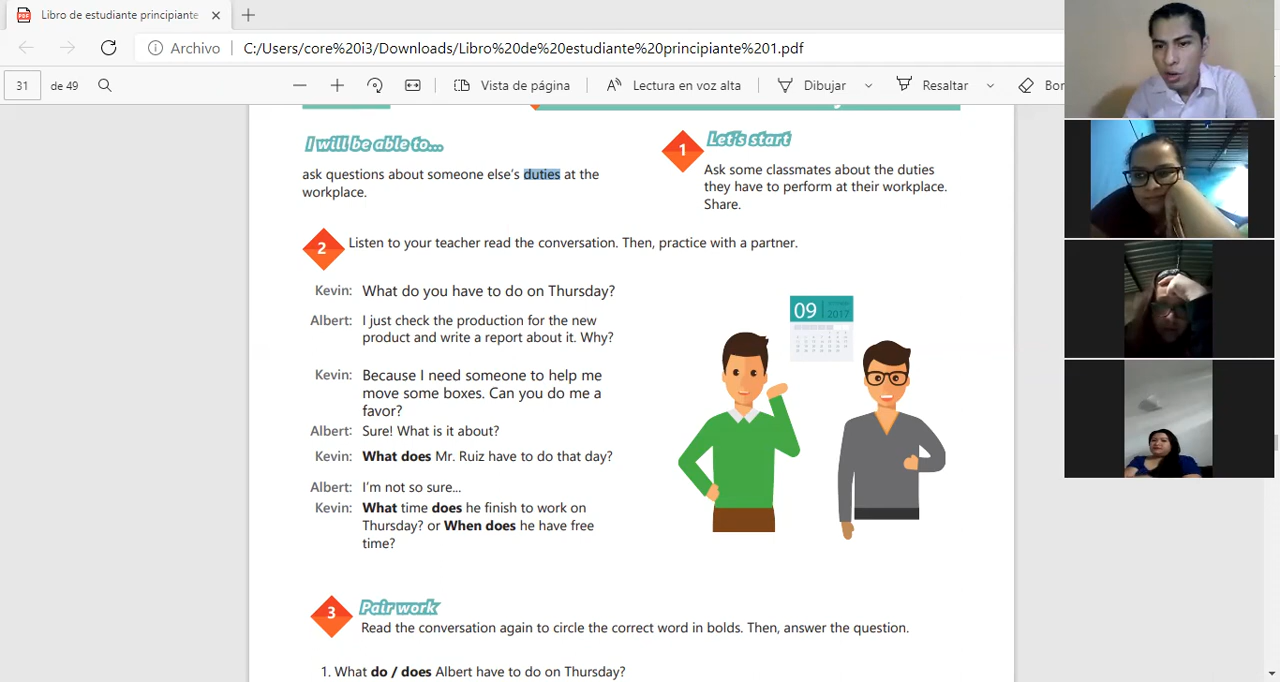 Libro de estudiante principiante
Archivo
C:/Users/core%20i3/Downloads/Libro%20de%20estudiante%20principiante%201.pdf
31 de 49
Vista de página
Lectura en voz alta
Dibujar
Resaltar
Bor
I will be able to...
ask questions about someone else's duties at the
workplace.
1
Let's start
Ask some classmates about the duties
they have to perform at their workplace.
Share.
2
Listen to your teacher read the conversation. Then, practice with a partner.
Kevin: What do you have to do on Thursday?
Albert: I just check the production for the new
product and write a report about it. Why?
Kevin: Because I need someone to help me
move some boxes. Can you do me a
favor?
Albert: Sure! What is it about?
Kevin: What does Mr. Ruiz have to do that day?
Albert: I'm not so sure...
Kevin: What time does he finish to work on
Thursday? or When does he have free
time?
09
2017
3
Pair work
Read the conversation again to circle the correct word in bolds. Then, answer the question.
1. What do / does Albert have to do on Thursday?